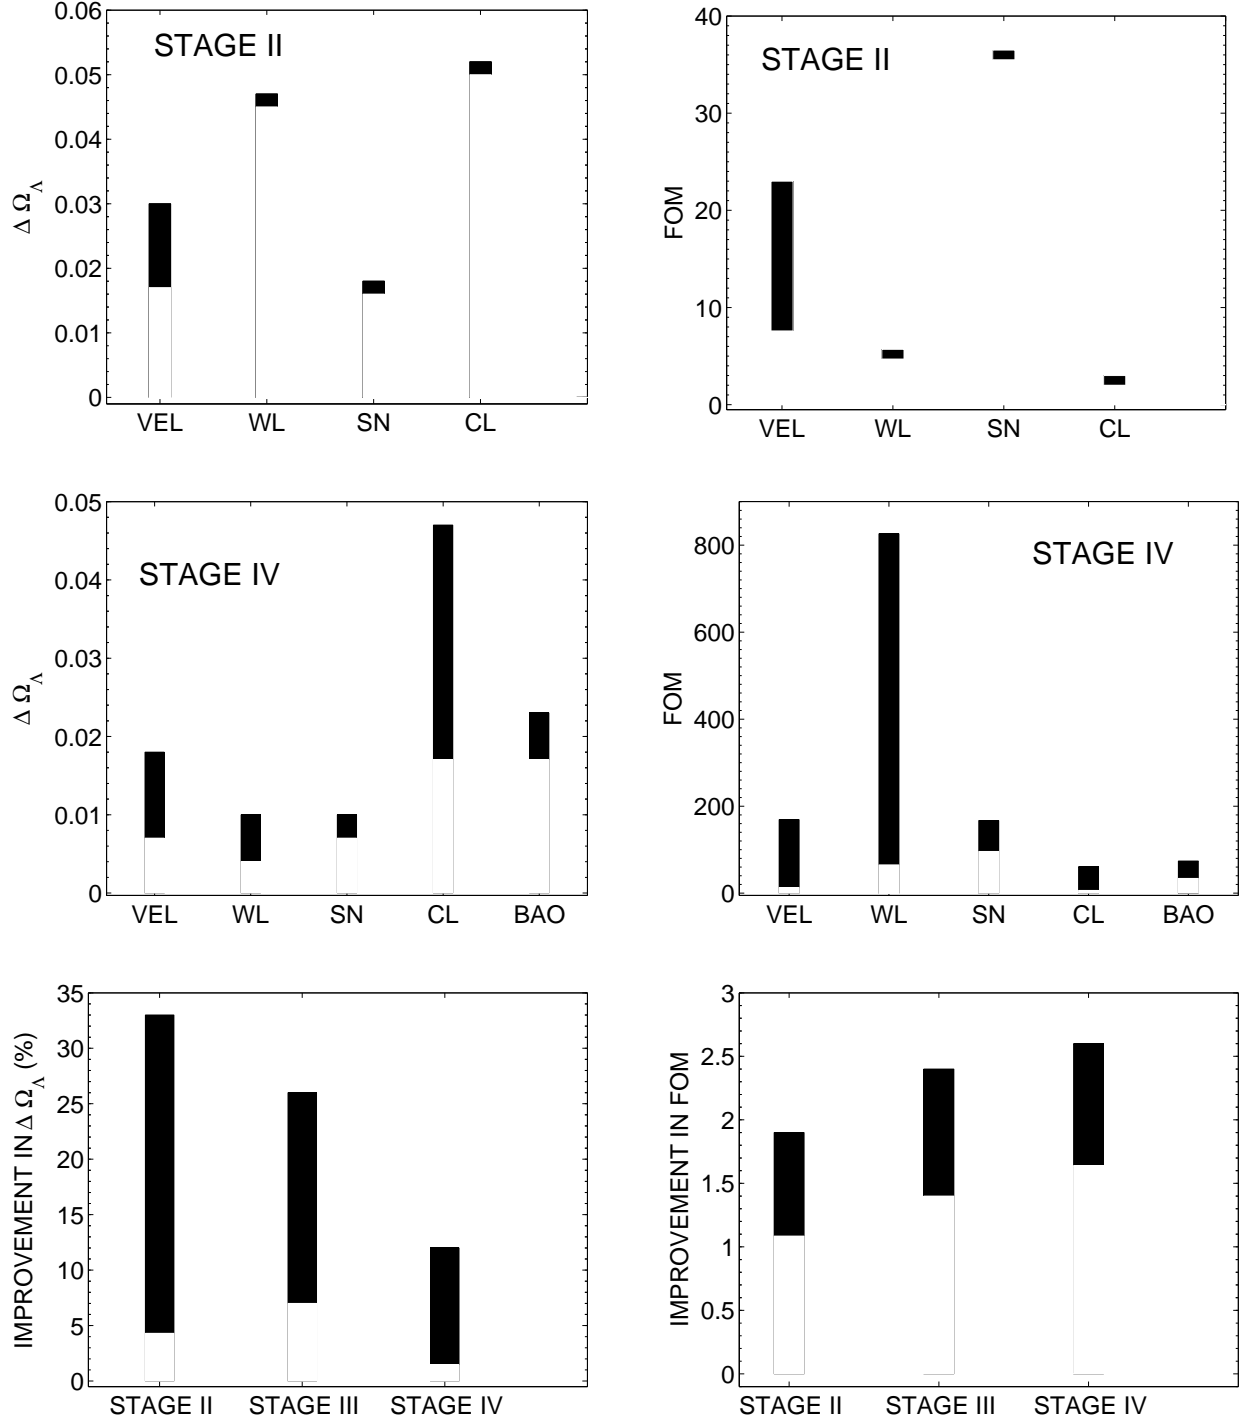 0.06
0.05
0.04
0.03
0.02
0.01
0
Δ Ω_Λ
STAGE II
VEL WL SN CL
40
30
20
10
0
FOM
STAGE II
VEL WL SN CL
0.05
0.04
0.03
0.02
0.01
0
Δ Ω_Λ
STAGE IV
VEL WL SN CL BAO
800
600
400
200
0
FOM
STAGE IV
VEL WL SN CL BAO
35
30
25
20
15
10
5
0
IMPROVEMENT IN Δ Ω_Λ (%)
STAGE II STAGE III STAGE IV
3
2.5
2
1.5
1
0.5
0
IMPROVEMENT IN FOM
STAGE II STAGE III STAGE IV